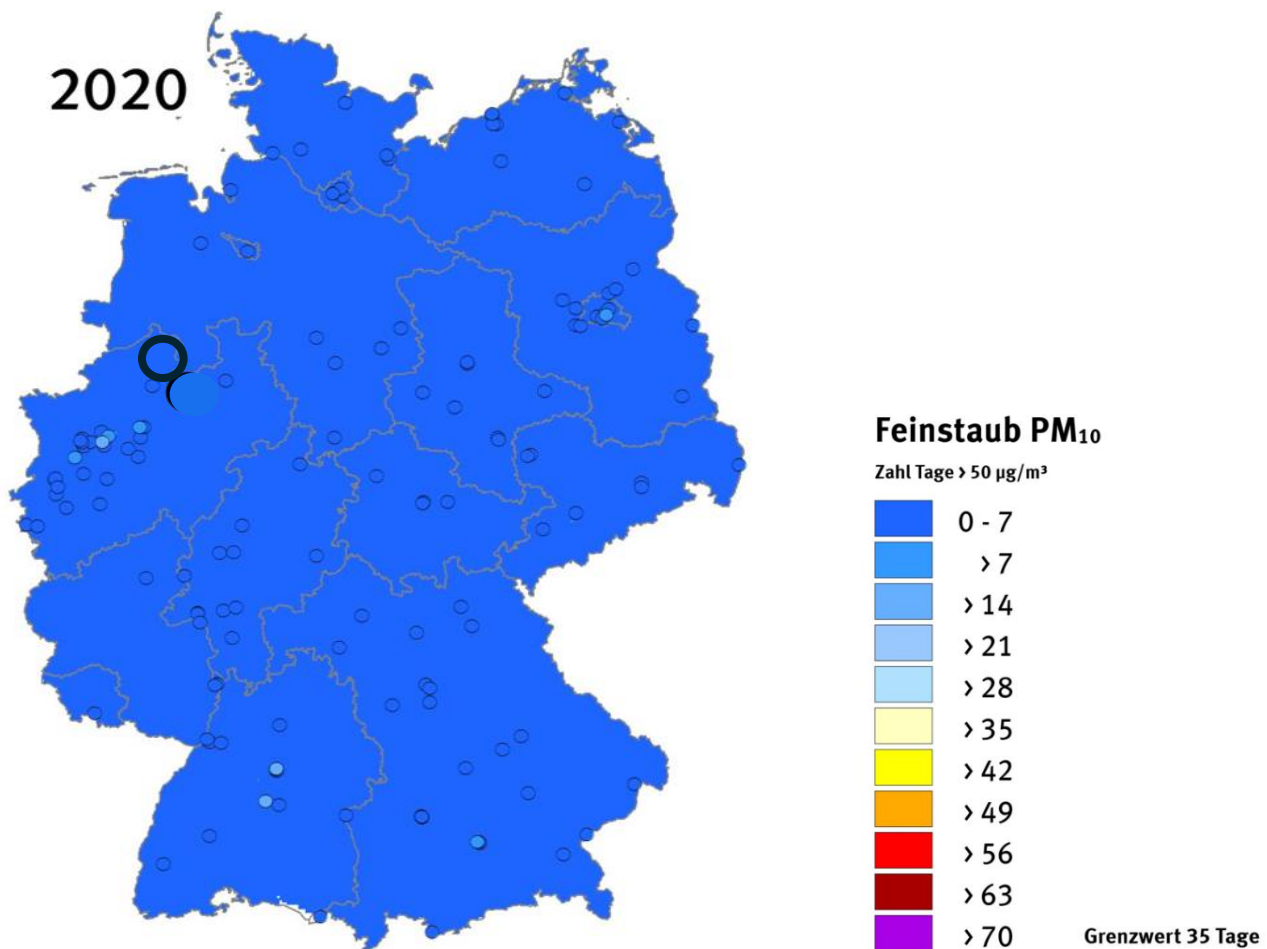 2020
Feinstaub PM₁₀
Zahl Tage > 50 µg/m³
0 - 7
> 7
> 14
> 21
> 28
> 35
> 42
> 49
> 56
> 63
> 70
Grenzwert 35 Tage